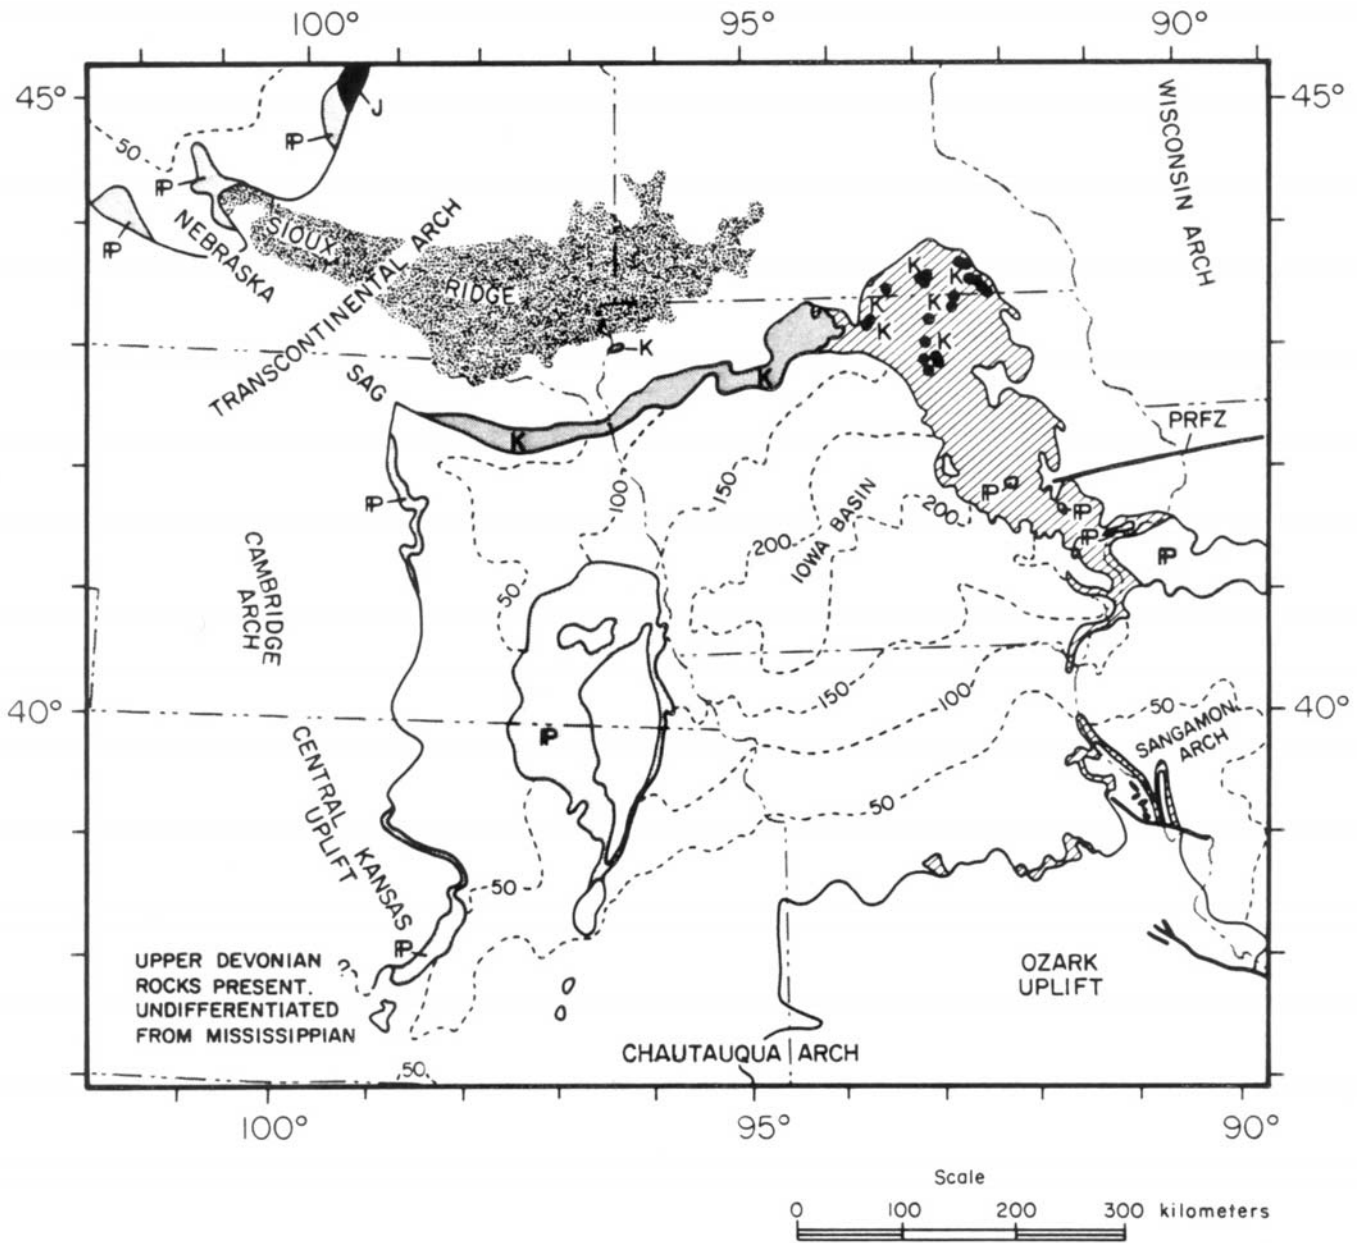 100° 95° 90°
45° 45°
J
WISCONSIN ARCH
50
P
P
P
NEBRASKA
SIOUX
RIDGE
TRANSCONTINENTAL ARCH
SAG
K
K
K
K
K
K
K
K
K
PRFZ
P
P
P
P
P
100
150
200
200
IOWA BASIN
50
CAMBRIDGE
ARCH
40° 40°
150
100
50
50
SANGAMON
ARCH
P
CENTRAL KANSAS
UPLIFT
50
P
UPPER DEVONIAN
ROCKS PRESENT.
UNDIFFERENTIATED
FROM MISSISSIPPIAN
?
OZARK
UPLIFT
CHAUTAUQUA ARCH
50
100° 95° 90°
Scale
0 100 200 300 kilometers